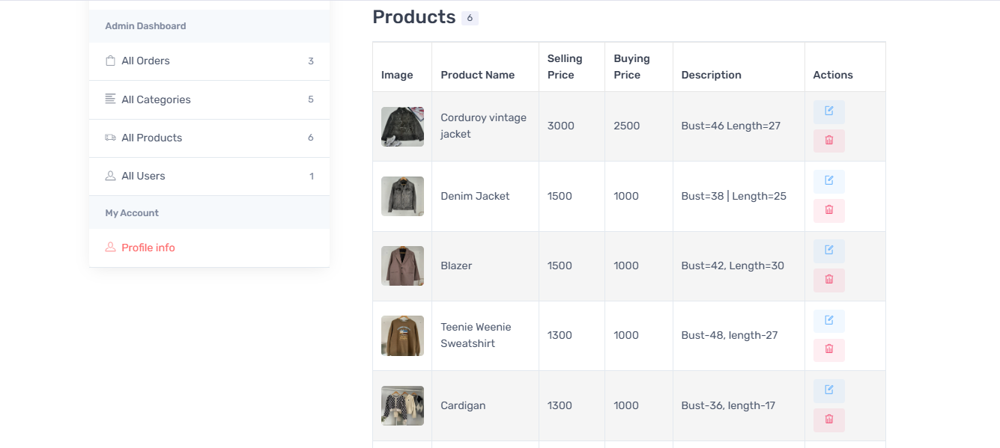 Admin Dashboard
All Orders 3
All Categories 5
All Products 6
All Users 1
My Account
Profile info
Products 6
Image Product Name Selling Price Buying Price Description Actions
Corduroy vintage jacket 3000 2500 Bust=46 Length=27
Denim Jacket 1500 1000 Bust=38 | Length=25
Blazer 1500 1000 Bust=42, Length=30
Teenie Weenie Sweatshirt 1300 1000 Bust-48, length-27
Cardigan 1300 1000 Bust-36, length-17